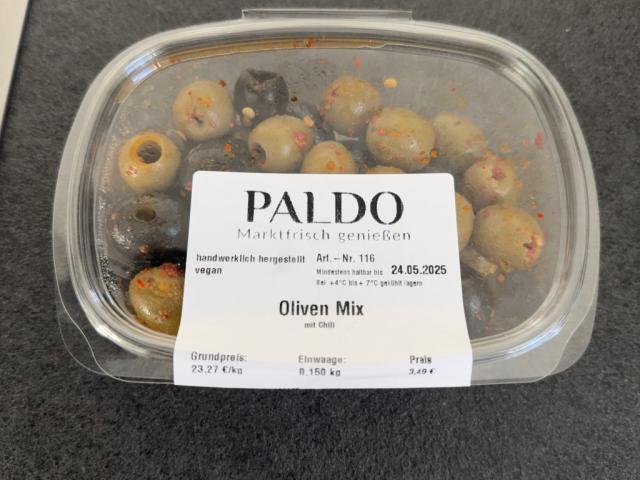 PALDO
Marktfrisch genießen
handwerklich hergestellt
vegan
Art.-Nr. 116
Mindestens haltbar bis 24.05.2025
Bei +4°C bis + 7°C gekühlt lagern
Oliven Mix
mit Chili
Grundpreis: Einwaage: Preis
23,27 €/kg 0,150 kg 3,49 €